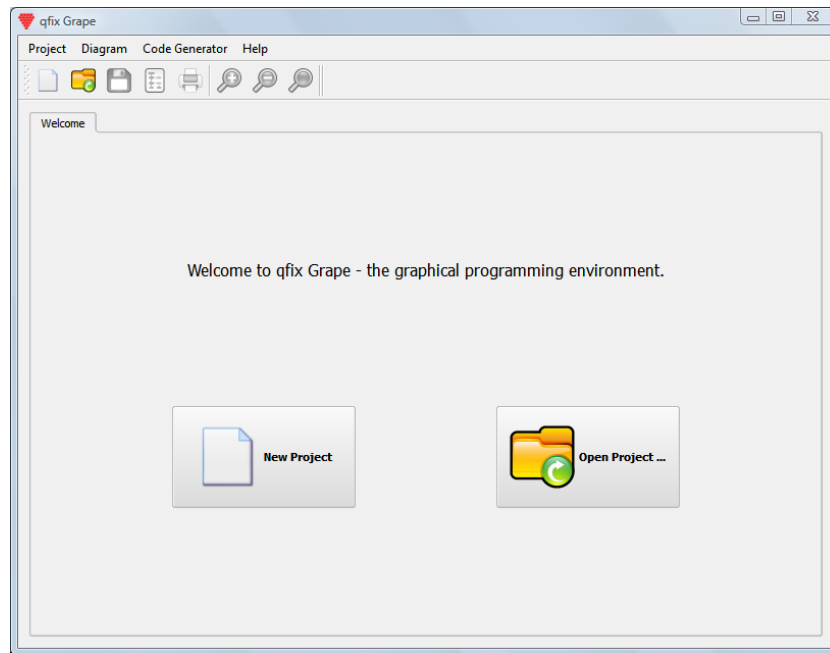 qfix Grape
Project Diagram Code Generator Help
Welcome
Welcome to qfix Grape - the graphical programming environment.
New Project
Open Project ...